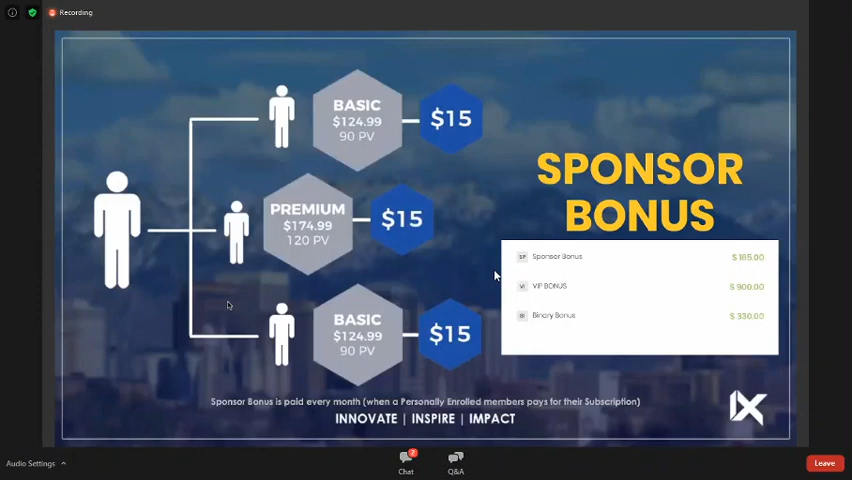 Recording
BASIC
$124.99
90 PV
$15
PREMIUM
$174.99
120 PV
$15
BASIC
$124.99
90 PV
$15
SPONSOR
BONUS
SP Sponsor Bonus $165.00
VI VIP BONUS $900.00
Binary Bonus $330.00
Sponsor Bonus is paid every month (when a Personally Enrolled members pays for their Subscription)
INNOVATE | INSPIRE | IMPACT
IX
Audio Settings
2
Chat
Q&A
Leave